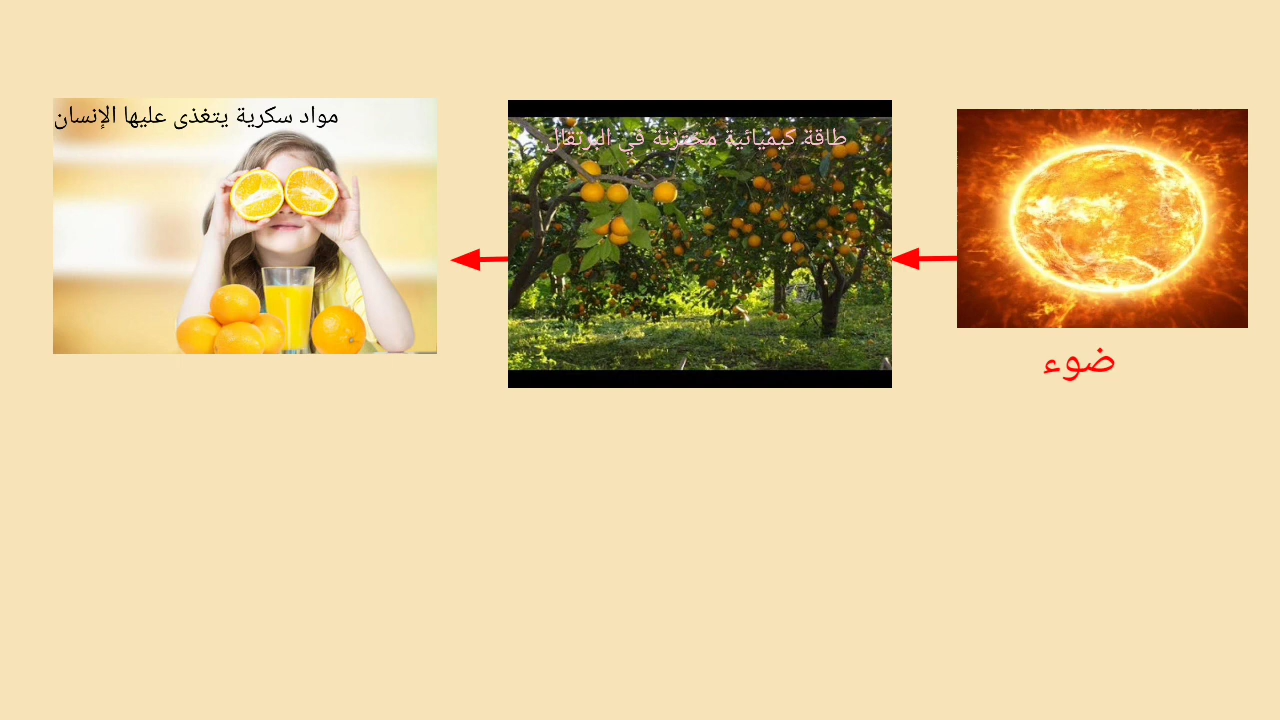 مواد سكرية يتغذى عليها الإنسان
طاقة كيميائية مختزنة في البرتقال
ضوء